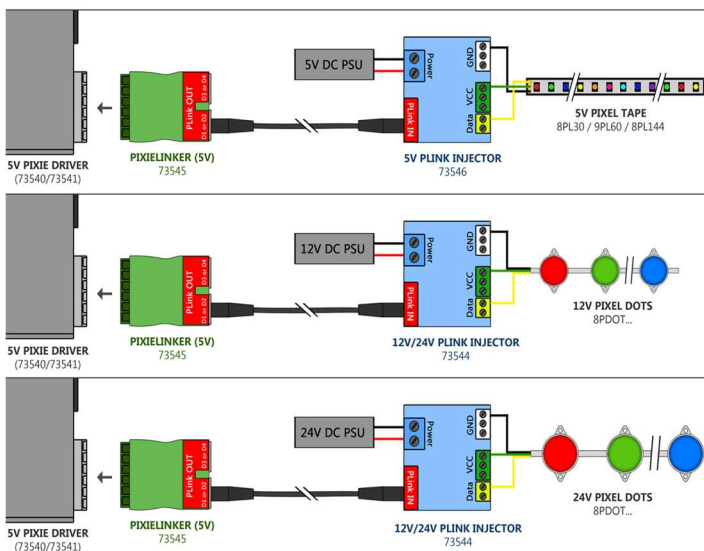 5V DC PSU
Power
GND
VCC
Data
PLink IN
PLink OUT
D3 or D4
D1 or D2
5V PIXEL TAPE
8PL30 / 9PL60 / 8PL144
5V PIXIE DRIVER
(73540/73541)
PIXIELINKER (5V)
73545
5V PLINK INJECTOR
73546
12V DC PSU
Power
GND
VCC
Data
PLink IN
PLink OUT
D3 or D4
D1 or D2
12V PIXEL DOTS
8PDOT...
5V PIXIE DRIVER
(73540/73541)
PIXIELINKER (5V)
73545
12V/24V PLINK INJECTOR
73544
24V DC PSU
Power
GND
VCC
Data
PLink IN
PLink OUT
D3 or D4
D1 or D2
24V PIXEL DOTS
8PDOT...
5V PIXIE DRIVER
(73540/73541)
PIXIELINKER (5V)
73545
12V/24V PLINK INJECTOR
73544